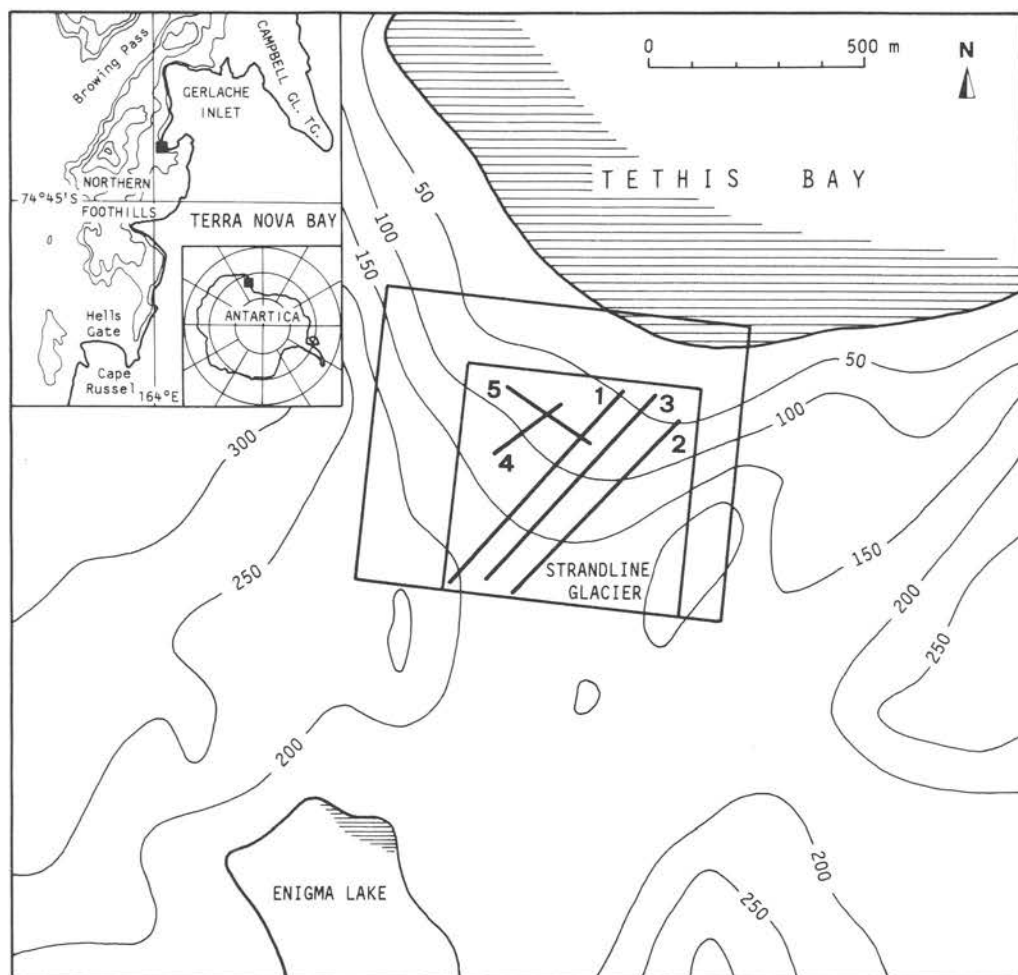 Browing Pass
CAMPBELL GL. TG.
GERLACHE
INLET
NORTHERN
74°45'S
FOOTHILLS
TERRA NOVA BAY
Hells
Gate
Cape
Russel
164°E
ANTARTICA
0 500 m
N
TETHIS BAY
50
100
150
50
100
150
200
250
300
250
200
5
1
3
2
4
STRANDLINE
GLACIER
ENIGMA LAKE
200
250